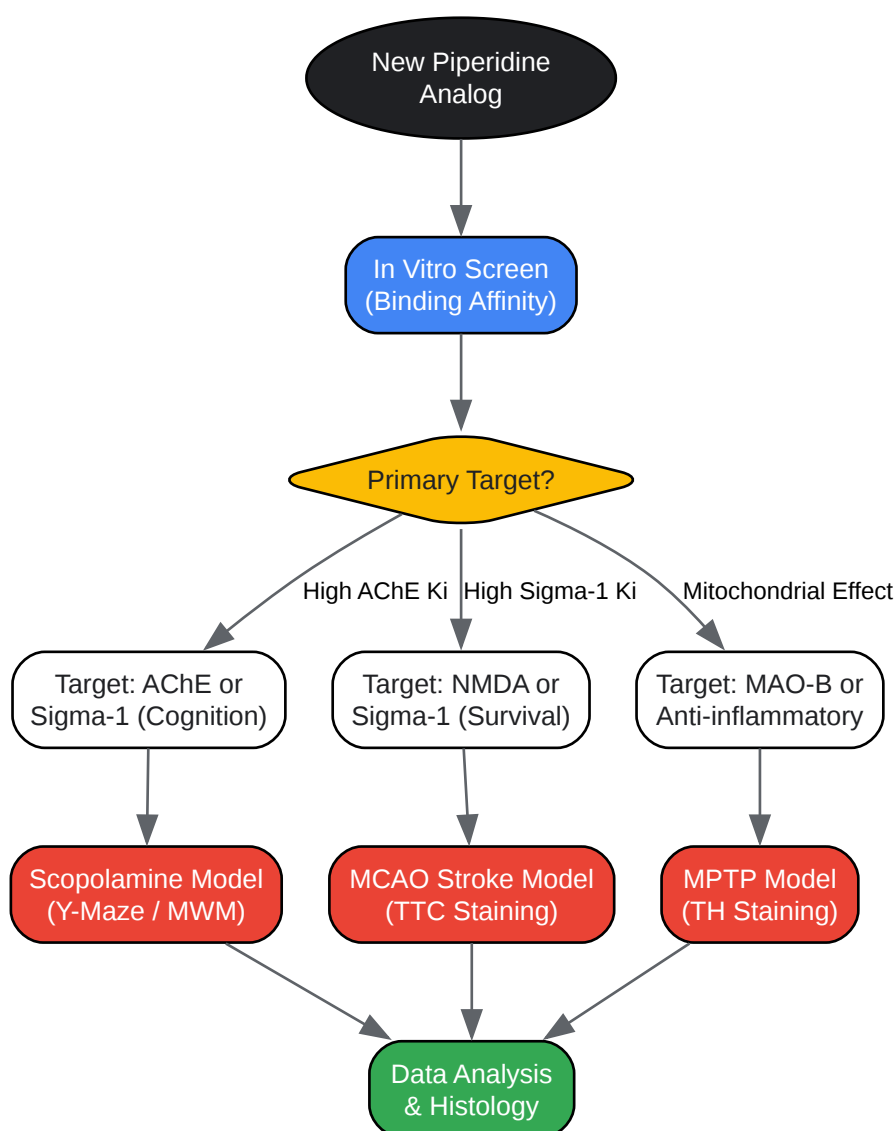 New Piperidine
Analog
In Vitro Screen
(Binding Affinity)
Primary Target?
High AChE Ki
High Sigma-1 Ki
Mitochondrial Effect
Target: AChE or
Sigma-1 (Cognition)
Target: NMDA or
Sigma-1 (Survival)
Target: MAO-B or
Anti-inflammatory
Scopolamine Model
(Y-Maze / MWM)
MCAO Stroke Model
(TTC Staining)
MPTP Model
(TH Staining)
Data Analysis
& Histology